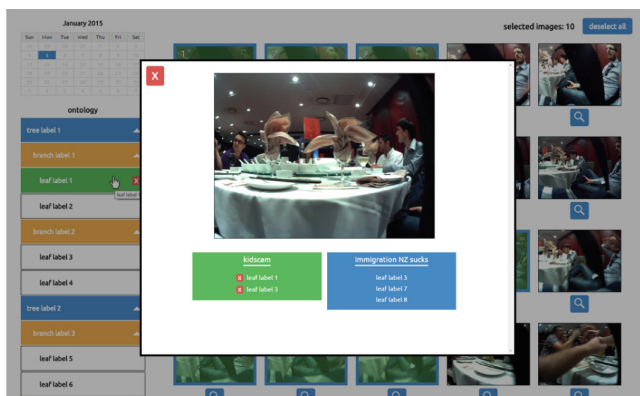 January 2015
selected images: 10
deselect all
Sun Mon Tue Wed Thu Fri Sat
1
X
ontology
tree label 1
branch label 1
leaf label 1
X
leaf label 2
branch label 2
leaf label 3
leaf label 4
tree label 2
branch label 3
leaf label 5
leaf label 6
kidscam
X leaf label 1
X leaf label 3
Immigration NZ sucks
leaf label 3
leaf label 7
leaf label 8